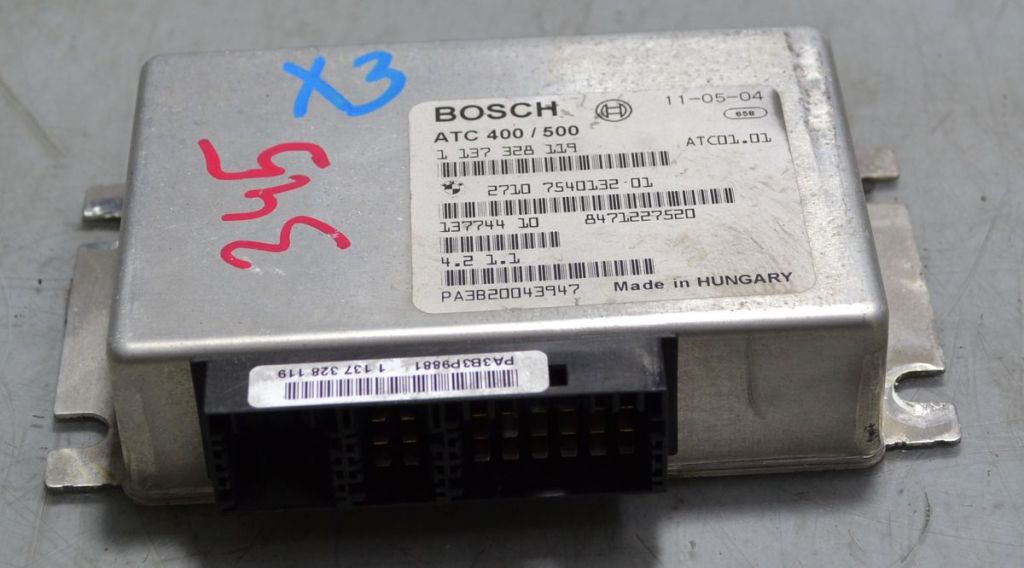 X3
345
BOSCH 11-05-04
658
ATC 400 / 500
1 137 328 119 ATC01.01
2710 7540132 01
137744 10 8471227520
4.2 1.1
PA3B20043947 Made in HUNGARY
PA3B3P9881 1 137 328 119